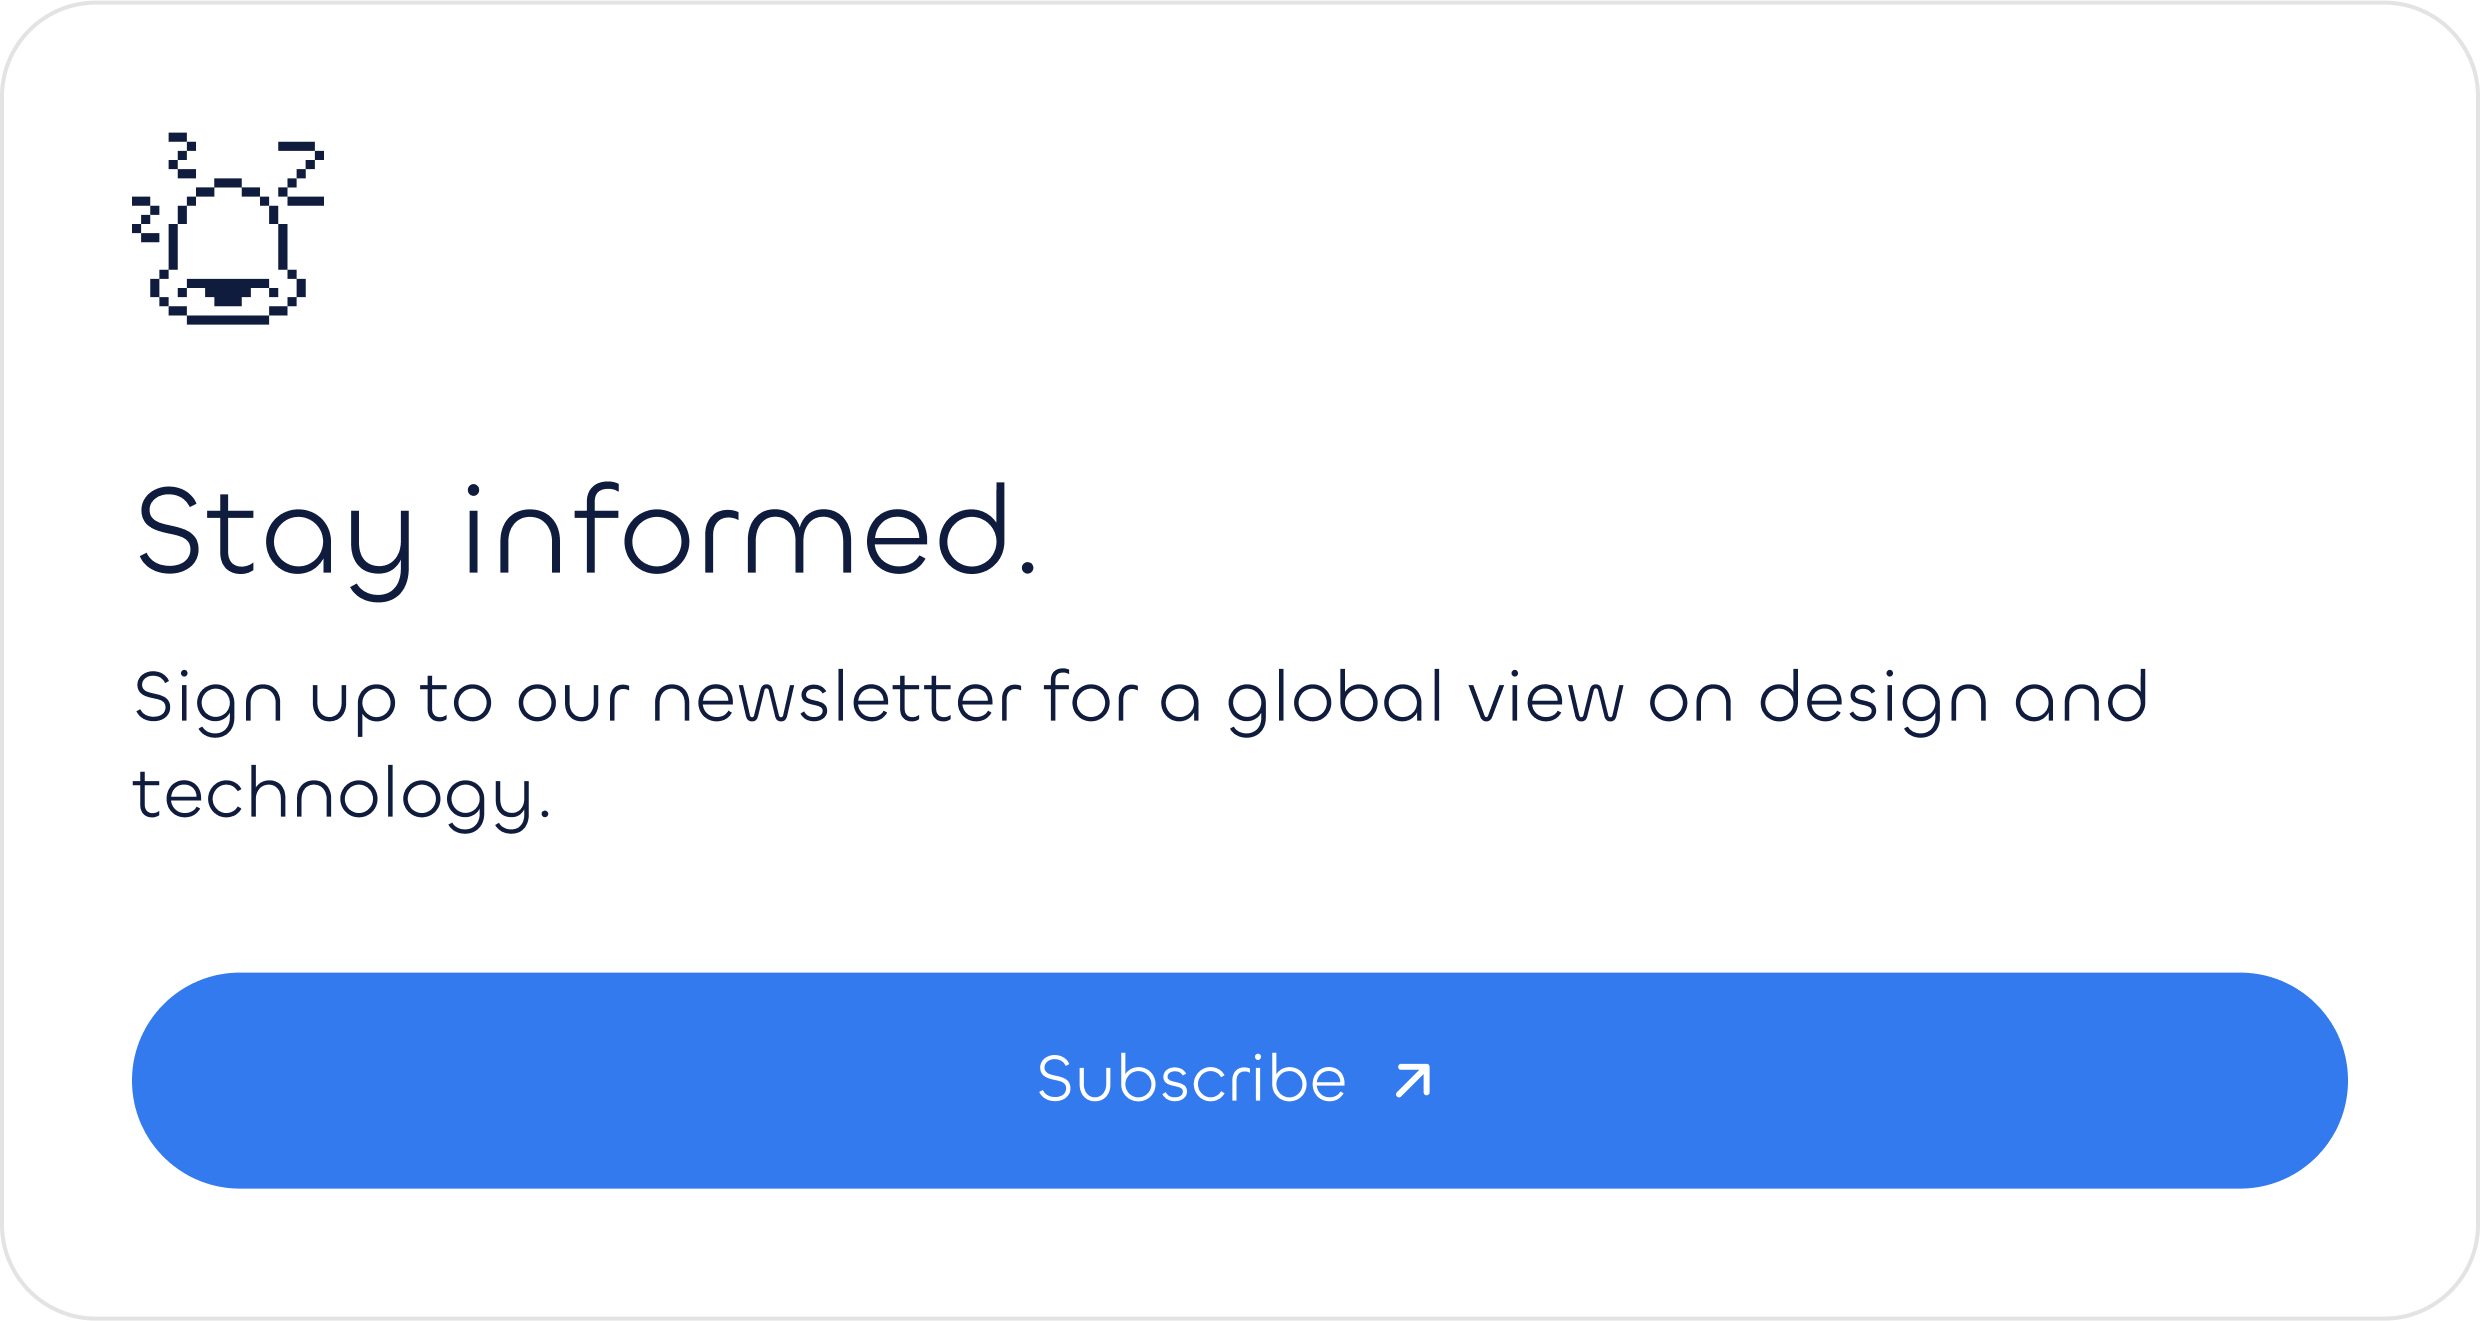 Stay informed.
Sign up to our newsletter for a global view on design and
technology.
Subscribe